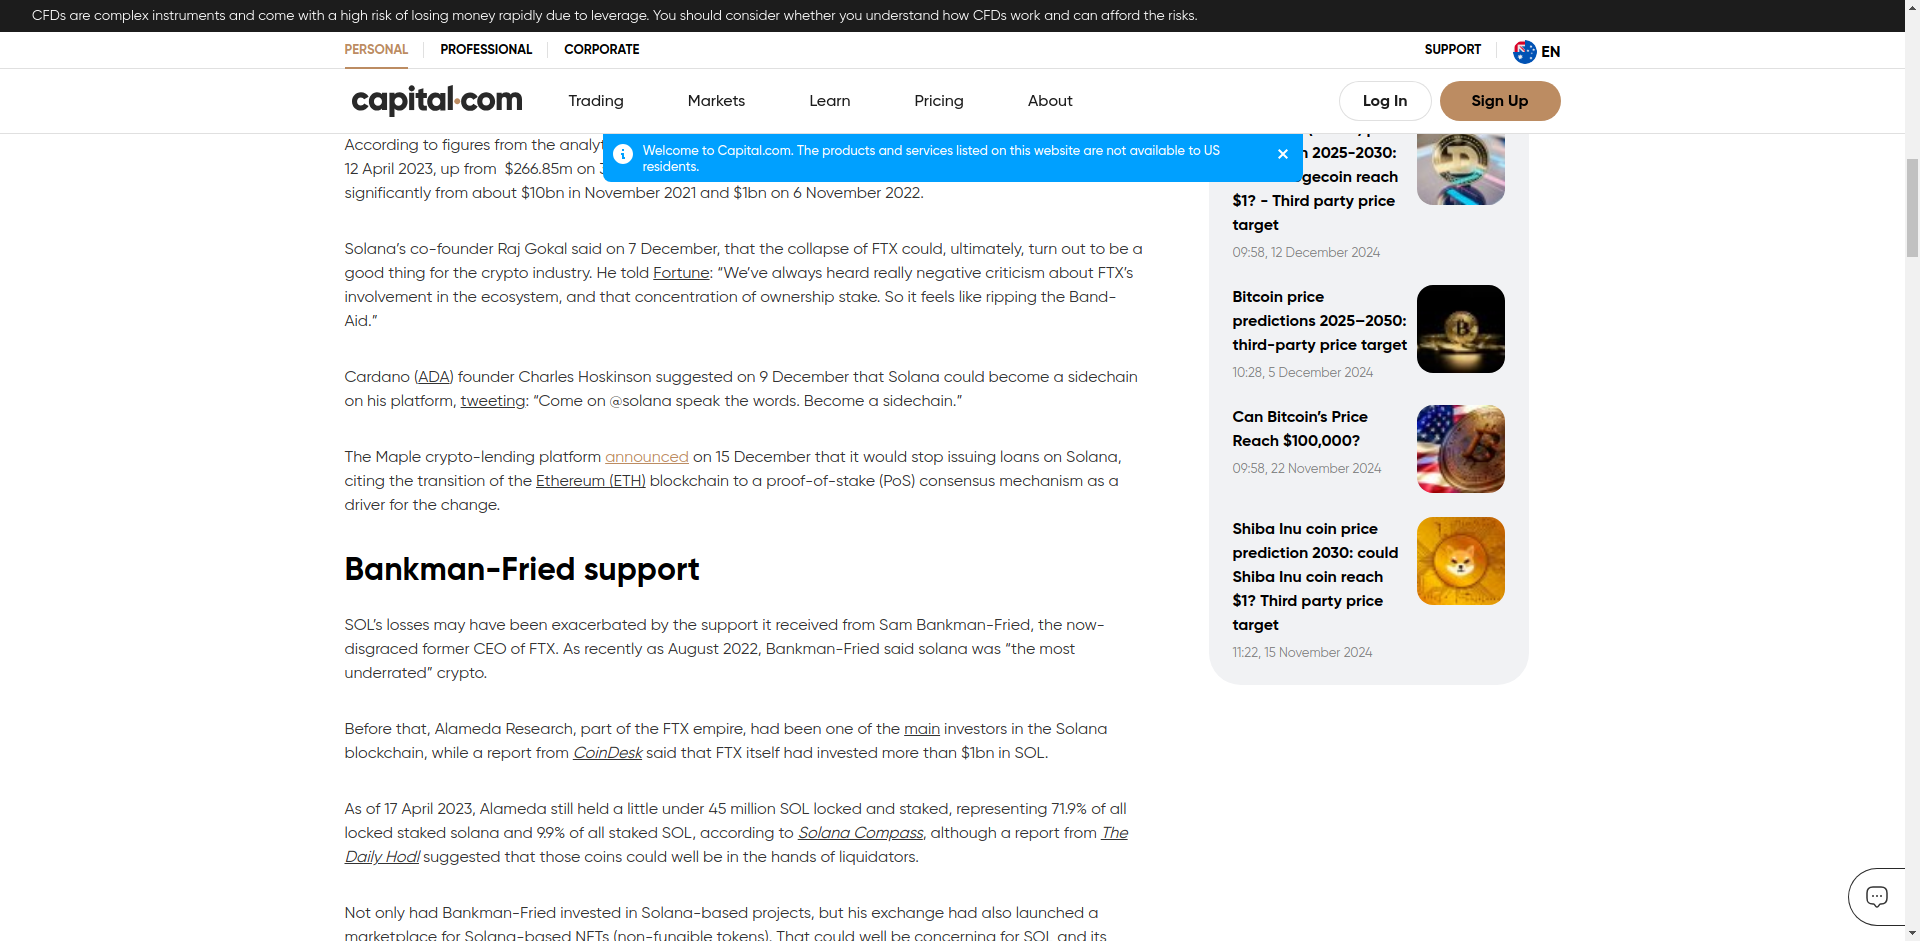 CFDs are complex instruments and come with a high risk of losing money rapidly due to leverage. You should consider whether you understand how CFDs work and can afford the risks.
PERSONAL
PROFESSIONAL
CORPORATE
SUPPORT
EN
capital.com
Trading
Markets
Learn
Pricing
About
Log In
Sign Up
Welcome to Capital.com. The products and services listed on this website are not available to US
residents.
According to figures from the
12 April 2023, up from $266.85m on
significantly from about $10bn in November 2021 and $1bn on 6 November 2022.
Solana’s co-founder Raj Gokal said on 7 December, that the collapse of FTX could, ultimately, turn out to be a
good thing for the crypto industry. He told Fortune: “We’ve always heard really negative criticism about FTX’s
involvement in the ecosystem, and that concentration of ownership stake. So it feels like ripping the Band-
Aid.”
Cardano (ADA) founder Charles Hoskinson suggested on 9 December that Solana could become a sidechain
on his platform, tweeting: “Come on @solana speak the words. Become a sidechain.”
The Maple crypto-lending platform announced on 15 December that it would stop issuing loans on Solana,
citing the transition of the Ethereum (ETH) blockchain to a proof-of-stake (PoS) consensus mechanism as a
driver for the change.
Bankman-Fried support
SOL’s losses may have been exacerbated by the support it received from Sam Bankman-Fried, the now-
disgraced former CEO of FTX. As recently as August 2022, Bankman-Fried said solana was “the most
underrated” crypto.
Before that, Alameda Research, part of the FTX empire, had been one of the main investors in the Solana
blockchain, while a report from CoinDesk said that FTX itself had invested more than $1bn in SOL.
As of 17 April 2023, Alameda still held a little under 45 million SOL locked and staked, representing 71.9% of all
locked staked solana and 9.9% of all staked SOL, according to Solana Compass, although a report from The
Daily Hodl suggested that those coins could well be in the hands of liquidators.
Not only had Bankman-Fried invested in Solana-based projects, but his exchange had also launched a
marketplace for Solana-based NFTs (non-fungible tokens). That could well be concerning for SOL and its
2025-2030:
reach
$1? - Third party price
target
09:58, 12 December 2024
Bitcoin price
predictions 2025–2050:
third-party price target
10:28, 5 December 2024
Can Bitcoin’s Price
Reach $100,000?
09:58, 22 November 2024
Shiba Inu coin price
prediction 2030: could
Shiba Inu coin reach
$1? Third party price
target
11:22, 15 November 2024